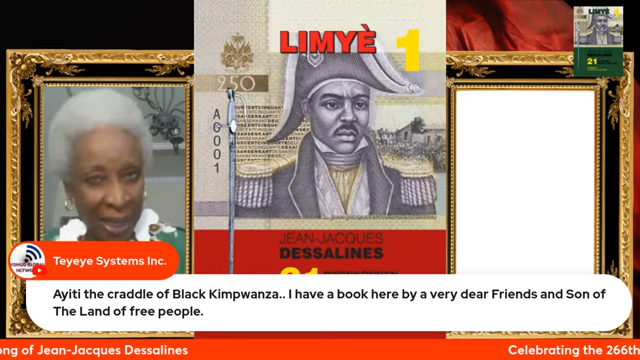 LIMYÈ 1
250
AG001
JEAN-JACQUES
DESSALINES
21
DESSALINES
21
Teyeye Systems Inc.
Ayiti the craddle of Black Kimpwanza.. I have a book here by a very dear Friends and Son of
The Land of free people.
ong of Jean-Jacques Dessalines
Celebrating the 266th